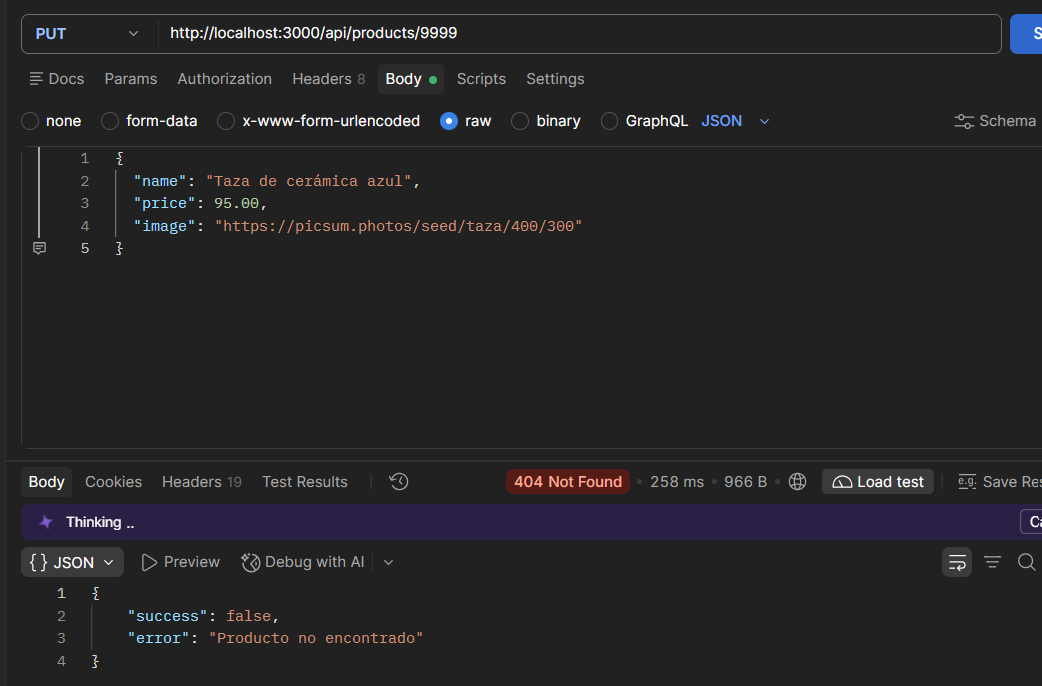 PUT http://localhost:3000/api/products/9999 S
Docs Params Authorization Headers 8 Body Scripts Settings
none form-data x-www-form-urlencoded raw binary GraphQL JSON Schema
1 {
2 "name": "Taza de cerámica azul",
3 "price": 95.00,
4 "image": "https://picsum.photos/seed/taza/400/300"
5 }
Body Cookies Headers 19 Test Results 404 Not Found • 258 ms • 966 B • Load test e.g. Save Res
Thinking .. Ca
{} JSON Preview Debug with AI
1 {
2 "success": false,
3 "error": "Producto no encontrado"
4 }